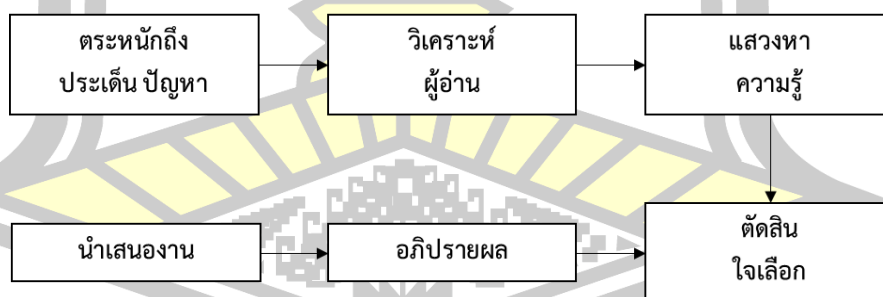 ตระหนักถึง
ประเด็น ปัญหา
วิเคราะห์
ผู้อ่าน
แสวงหา
ความรู้
นำเสนองาน
อภิปรายผล
ตัดสิน
ใจเลือก